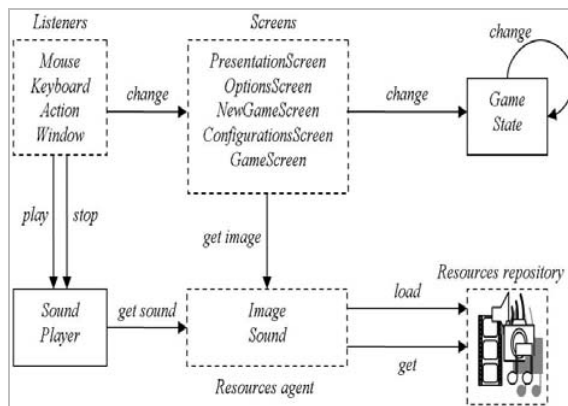 Listeners
Screens
Mouse
Keyboard
Action
Window
change
PresentationScreen
OptionsScreen
NewGameScreen
ConfigurationsScreen
GameScreen
change
change
Game
State
play
stop
get image
Sound
Player
get sound
Image
Sound
Resources agent
load
get
Resources repository